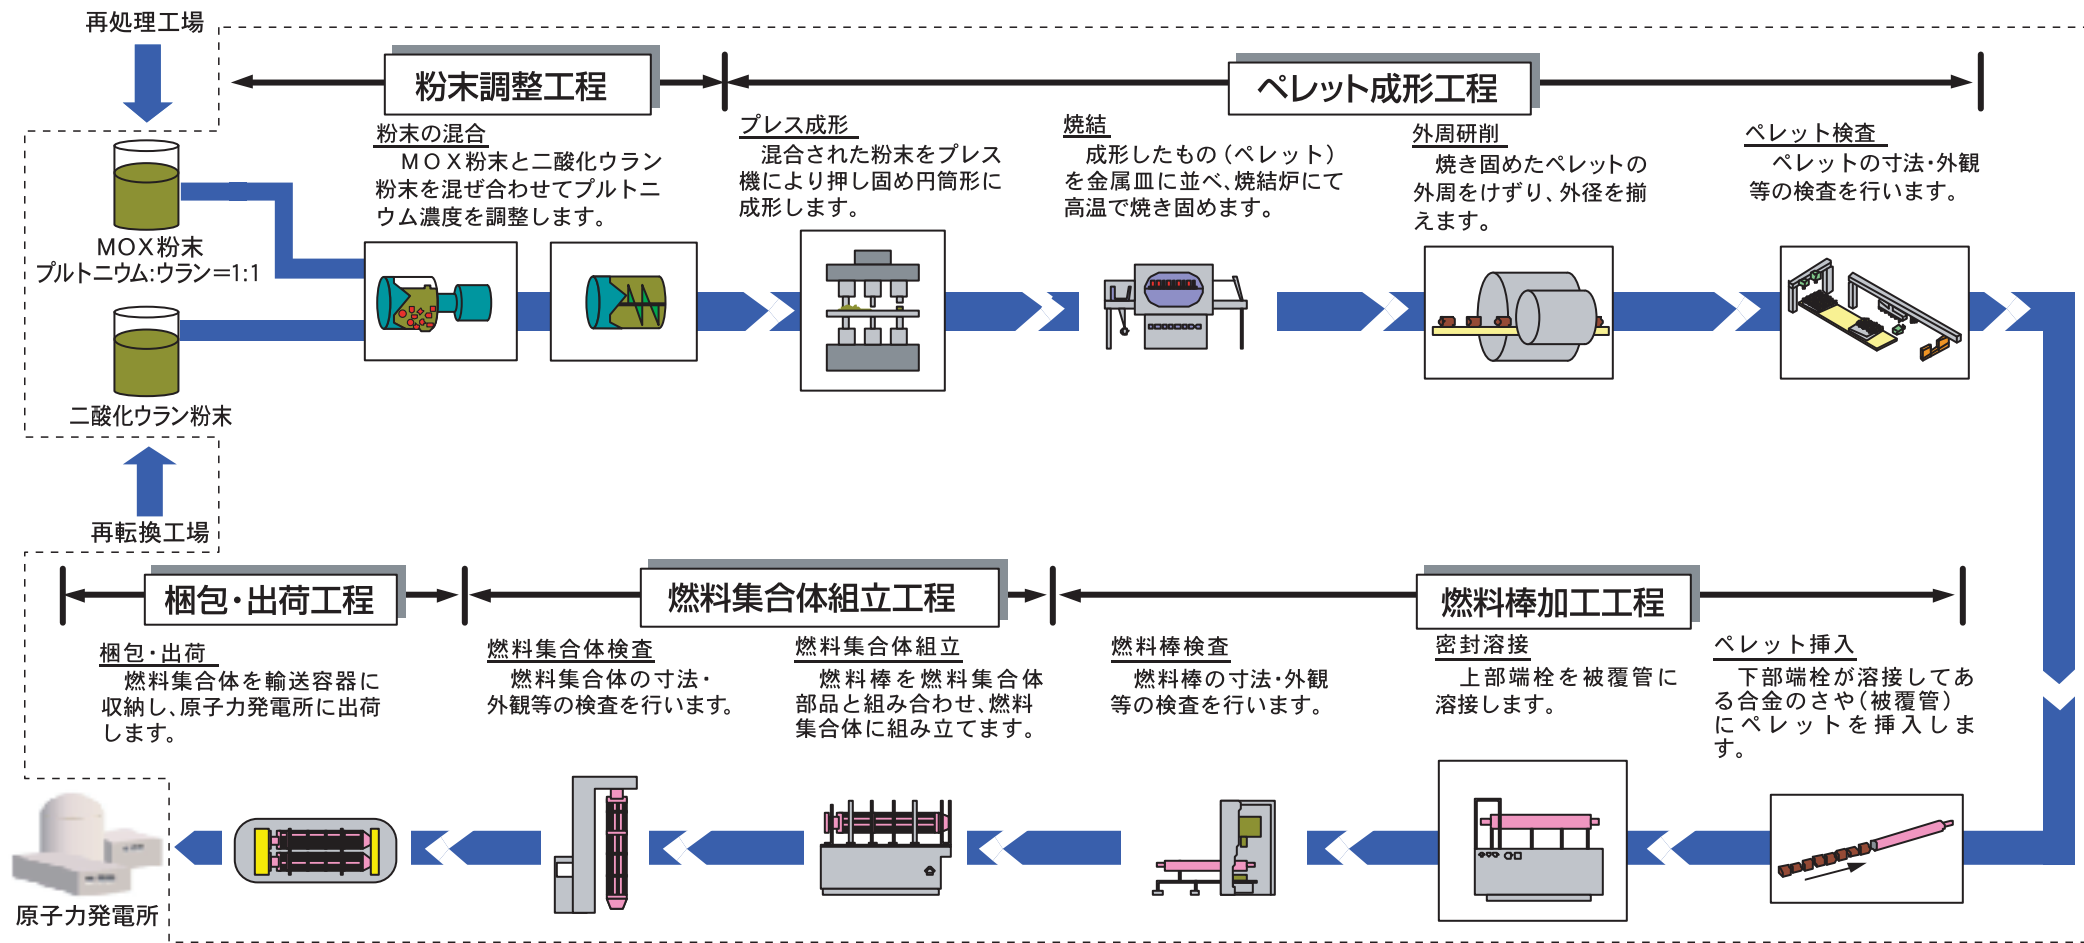 再処理工場
粉末調整工程
ペレット成形工程
粉末の混合
MOX粉末と二酸化ウラン
粉末を混ぜ合わせてプルトニ
ウム濃度を調整します。
プレス成形
混合された粉末をプレス
機により押し固め円筒形に
成形します。
焼結
成形したもの(ペレット)
を金属皿に並べ、焼結炉にて
高温で焼き固めます。
外周研削
焼き固めたペレットの
外周をけずり、外径を揃
えます。
ペレット検査
ペレットの寸法・外観
等の検査を行います。
MOX粉末
プルトニウム:ウラン=1:1
二酸化ウラン粉末
再転換工場
梱包・出荷工程
燃料集合体組立工程
燃料棒加工工程
梱包・出荷
燃料集合体を輸送容器に
収納し、原子力発電所に出荷
します。
燃料集合体検査
燃料集合体の寸法・
外観等の検査を行います。
燃料集合体組立
燃料棒を燃料集合体
部品と組み合わせ、燃料
集合体に組み立てます。
燃料棒検査
燃料棒の寸法・外観
等の検査を行います。
密封溶接
上部端栓を被覆管に
溶接します。
ペレット挿入
下部端栓が溶接してあ
る合金のさや(被覆管)
にペレットを挿入しま
す。
原子力発電所